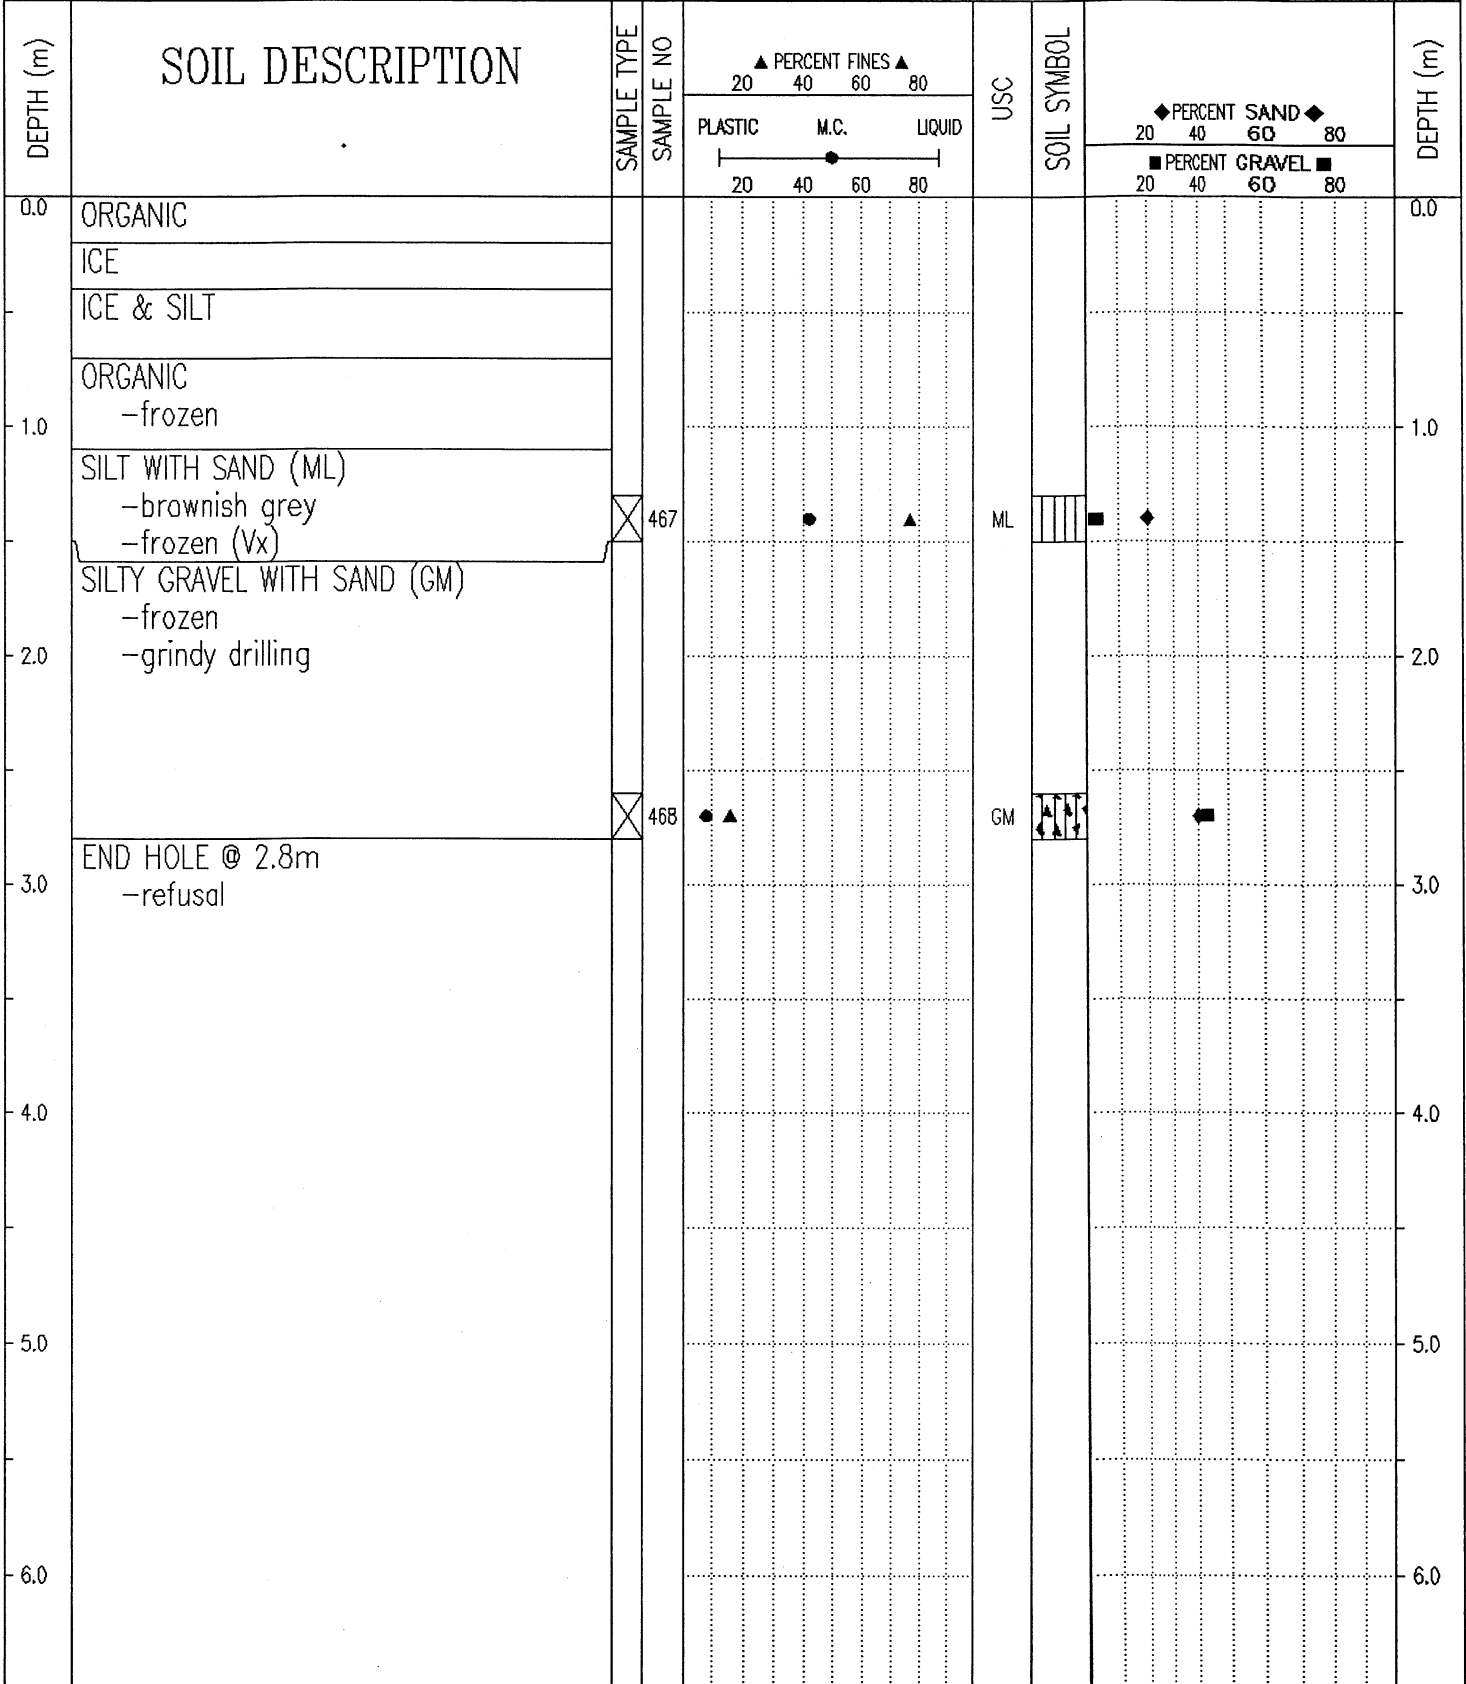 DEPTH (m)
SOIL DESCRIPTION
SAMPLE TYPE
SAMPLE NO
▲ PERCENT FINES ▲
20 40 60 80
PLASTIC M.C. LIQUID
20 40 60 80
USC
SOIL SYMBOL
◆PERCENT SAND◆
20 40 60 80
■PERCENT GRAVEL■
20 40 60 80
DEPTH (m)
0.0 ORGANIC 0.0
ICE
ICE & SILT
ORGANIC
-frozen
1.0 1.0
SILT WITH SAND (ML)
-brownish grey
467 ML
-frozen (Vx)
SILTY GRAVEL WITH SAND (GM)
-frozen
2.0 -grindy drilling 2.0
468 GM
END HOLE @ 2.8m
3.0 -refusal 3.0
4.0 4.0
5.0 5.0
6.0 6.0